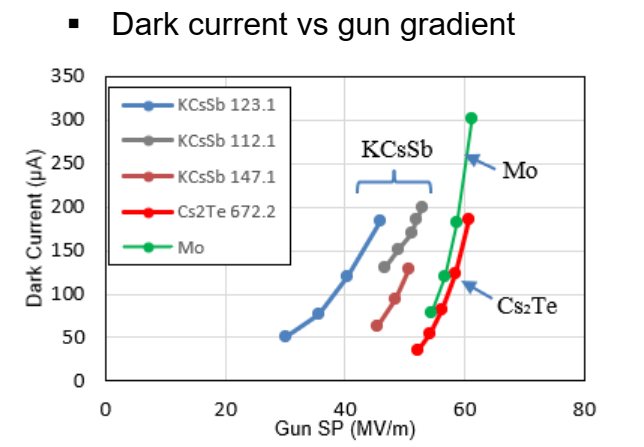 ▪ Dark current vs gun gradient
350
300
250
200
150
100
50
0
Dark Current (µA)
KCsSb 123.1
KCsSb 112.1
KCsSb 147.1
Cs2Te 672.2
Mo
KCsSb
Mo
Cs₂Te
0 20 40 60 80
Gun SP (MV/m)